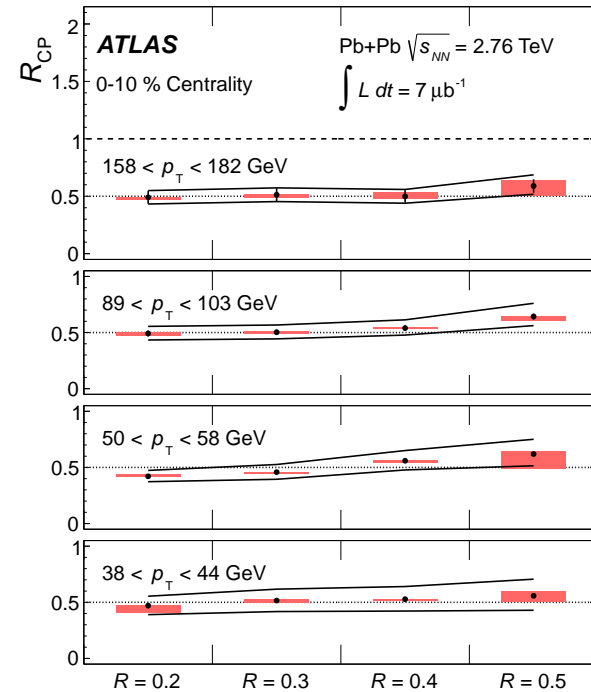 R_CP
2
1.5
1
0.5
0
ATLAS
Pb+Pb √s_NN = 2.76 TeV
0-10 % Centrality
∫ L dt = 7 μb⁻¹
158 < p_T < 182 GeV
1
0.5
0
89 < p_T < 103 GeV
1
0.5
0
50 < p_T < 58 GeV
1
0.5
0
38 < p_T < 44 GeV
R = 0.2 R = 0.3 R = 0.4 R = 0.5